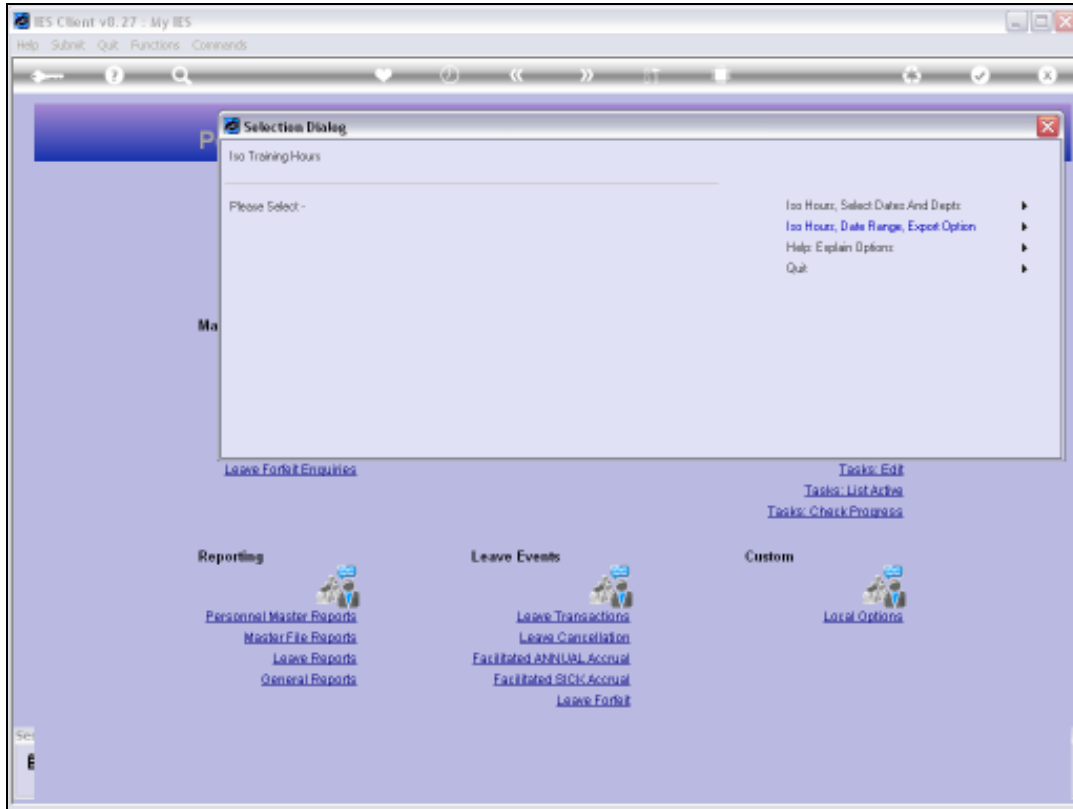 IES Client v8.27 : My IES
Help Submit Quit Functions Commands
Selection Dialog
Iso Training Hours
Please Select -
Iso Hours, Select Dates And Depts
Iso Hours, Date Range, Export Option
Help: Explain Options
Quit
Ma
Leave Forfeit Enquiries
Tasks: Edit
Tasks: List Active
Tasks: Check Progress
Reporting
Leave Events
Custom
Personnel Master Reports
Master File Reports
Leave Reports
General Reports
Leave Transactions
Leave Cancellation
Facilitated ANNUAL Accrual
Facilitated SICK Accrual
Leave Forfeit
Local Options